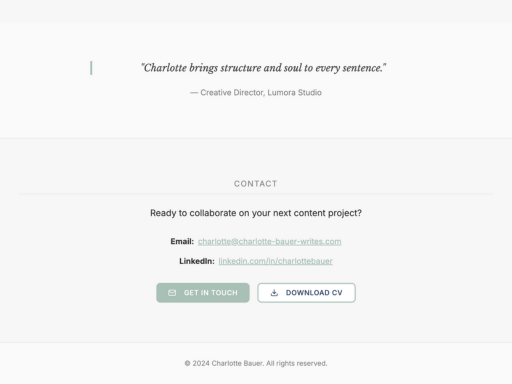 "Charlotte brings structure and soul to every sentence."
— Creative Director, Lumora Studio
CONTACT
Ready to collaborate on your next content project?
Email: charlotte@charlotte-bauer-writes.com
LinkedIn: linkedin.com/in/charlottebauer
GET IN TOUCH DOWNLOAD CV
© 2024 Charlotte Bauer. All rights reserved.